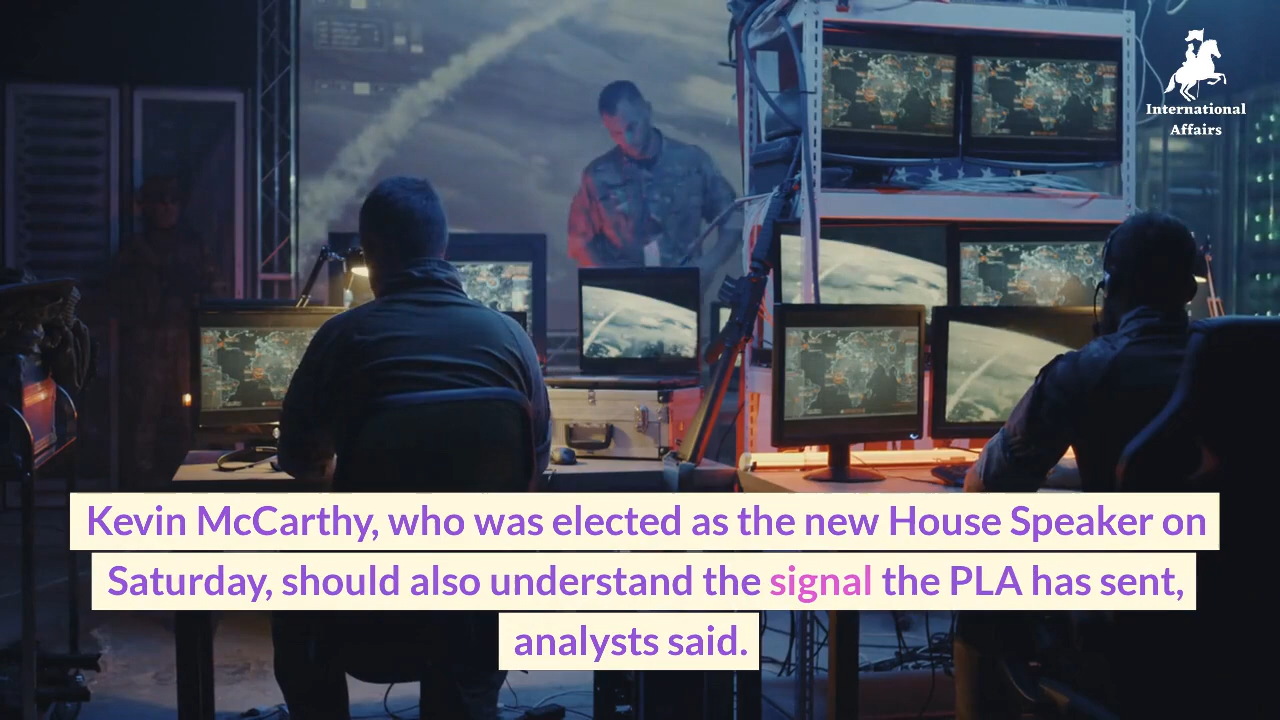 International
Affairs
Kevin McCarthy, who was elected as the new House Speaker on
Saturday, should also understand the signal the PLA has sent,
analysts said.